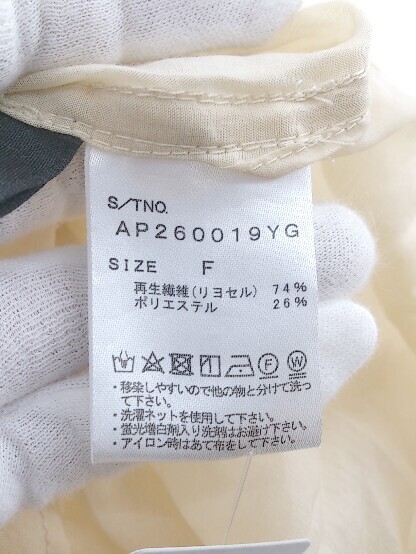 S/TNO.
AP260019YG
SIZE F
再生繊維(リヨセル) 74%
ポリエステル 26%
・移染しやすいので他の物と分けて洗っ
て下さい。
・洗濯ネットを使用して下さい。
・蛍光増白剤入り洗剤はお避け下さい。
・アイロン時はあて布をして下さい。